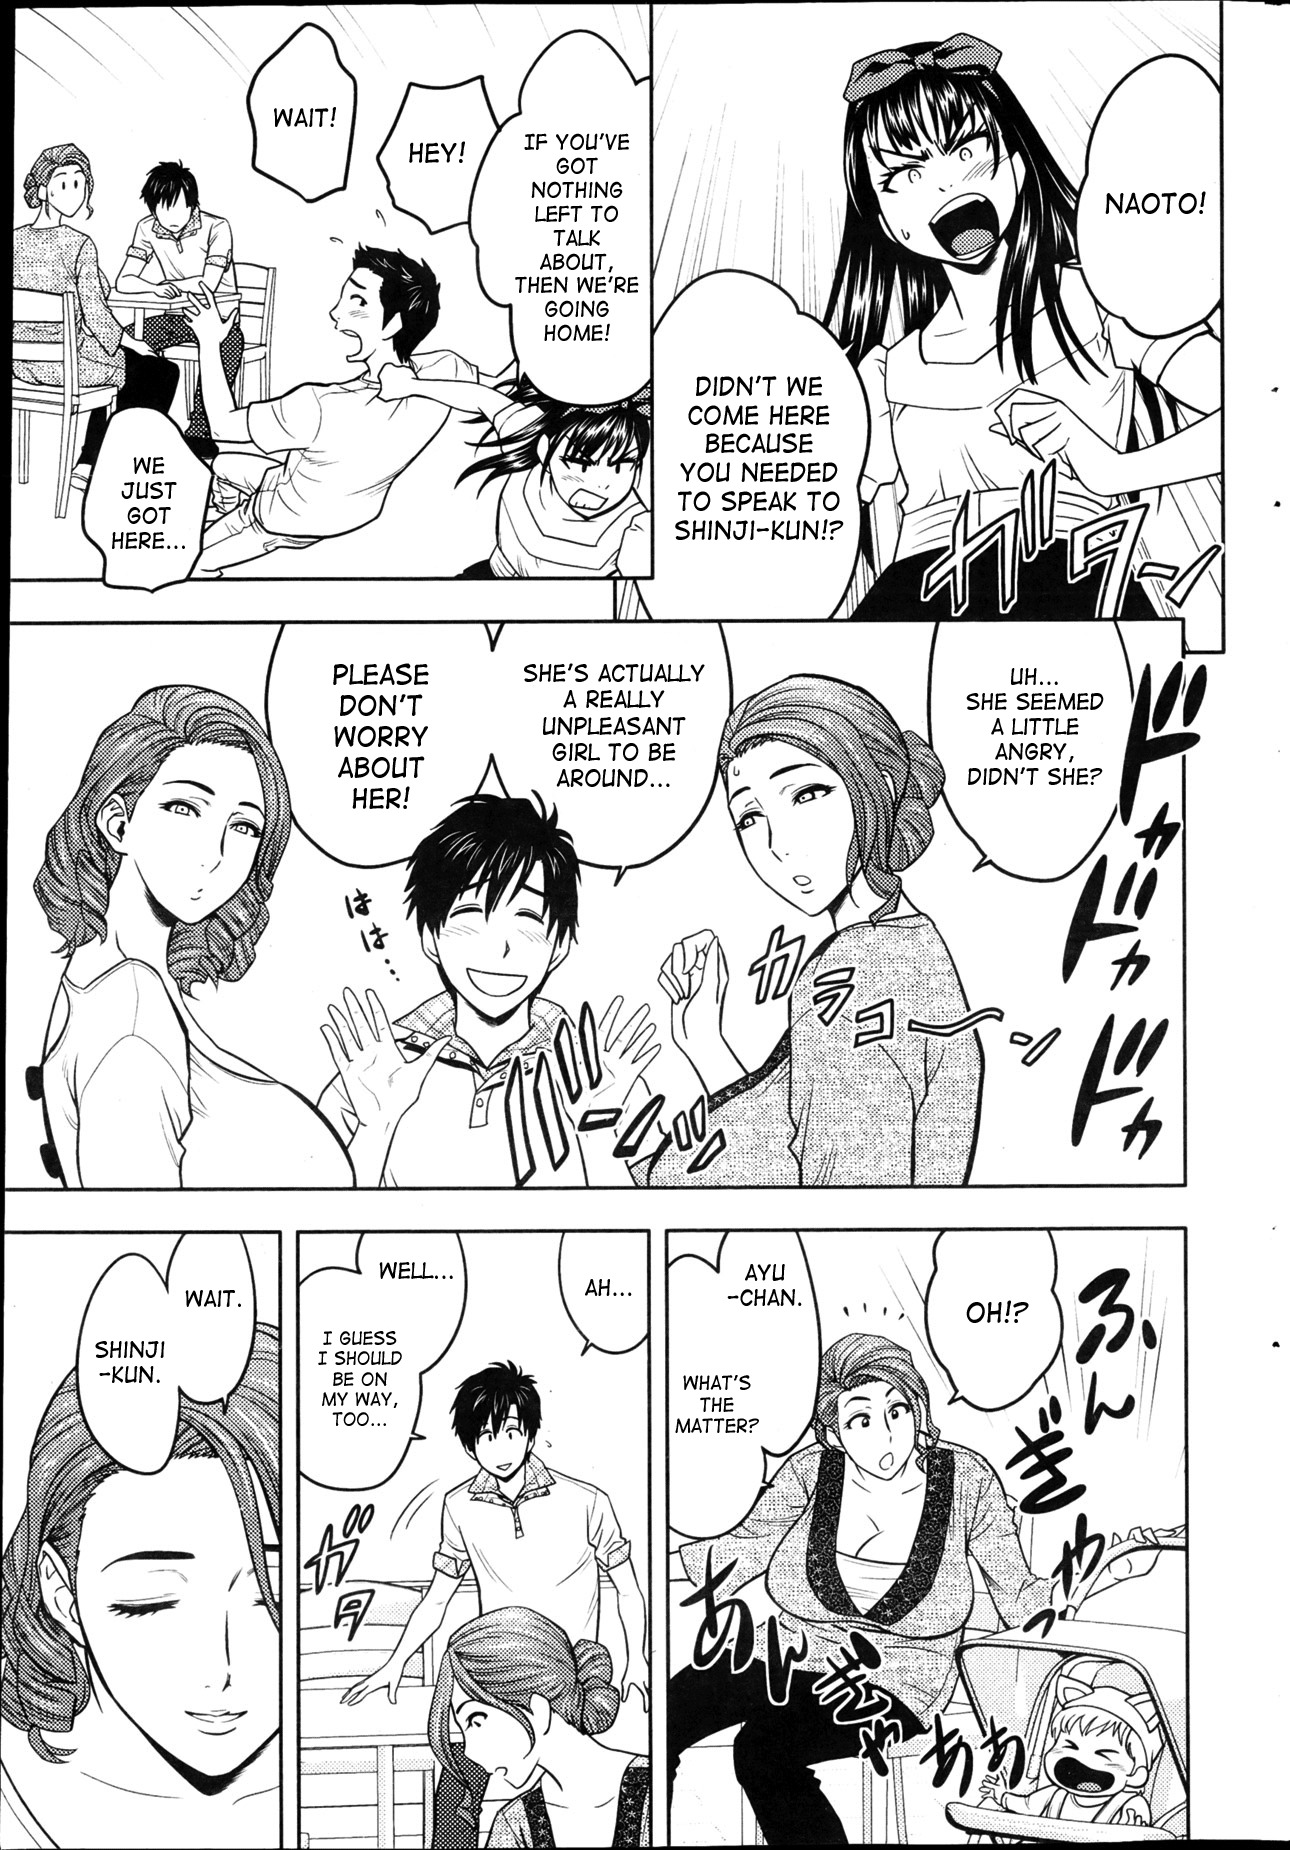 NAOTO!
DIDN'T WE
COME HERE
BECAUSE
YOU NEEDED
TO SPEAK TO
SHINJI-KUN!?
ガタン
IF YOU'VE
GOT
NOTHING
LEFT TO
TALK
ABOUT,
THEN WE'RE
GOING
HOME!
HEY!
WAIT!
WE
JUST
GOT
HERE...
ドカ
ドカ
ドカ
UH...
SHE SEEMED
A LITTLE
ANGRY,
DIDN'T SHE?
カラコーン
SHE'S ACTUALLY
A REALLY
UNPLEASANT
GIRL TO BE
AROUND...
PLEASE
DON'T
WORRY
ABOUT
HER!
はは…
OH!?
AYU
-CHAN.
WHAT'S
THE
MATTER?
ふんぎゃー
あんぎゃー
ああ
AH...
WELL...
I GUESS
I SHOULD
BE ON
MY WAY,
TOO...
ガタ
WAIT.
SHINJI
-KUN.